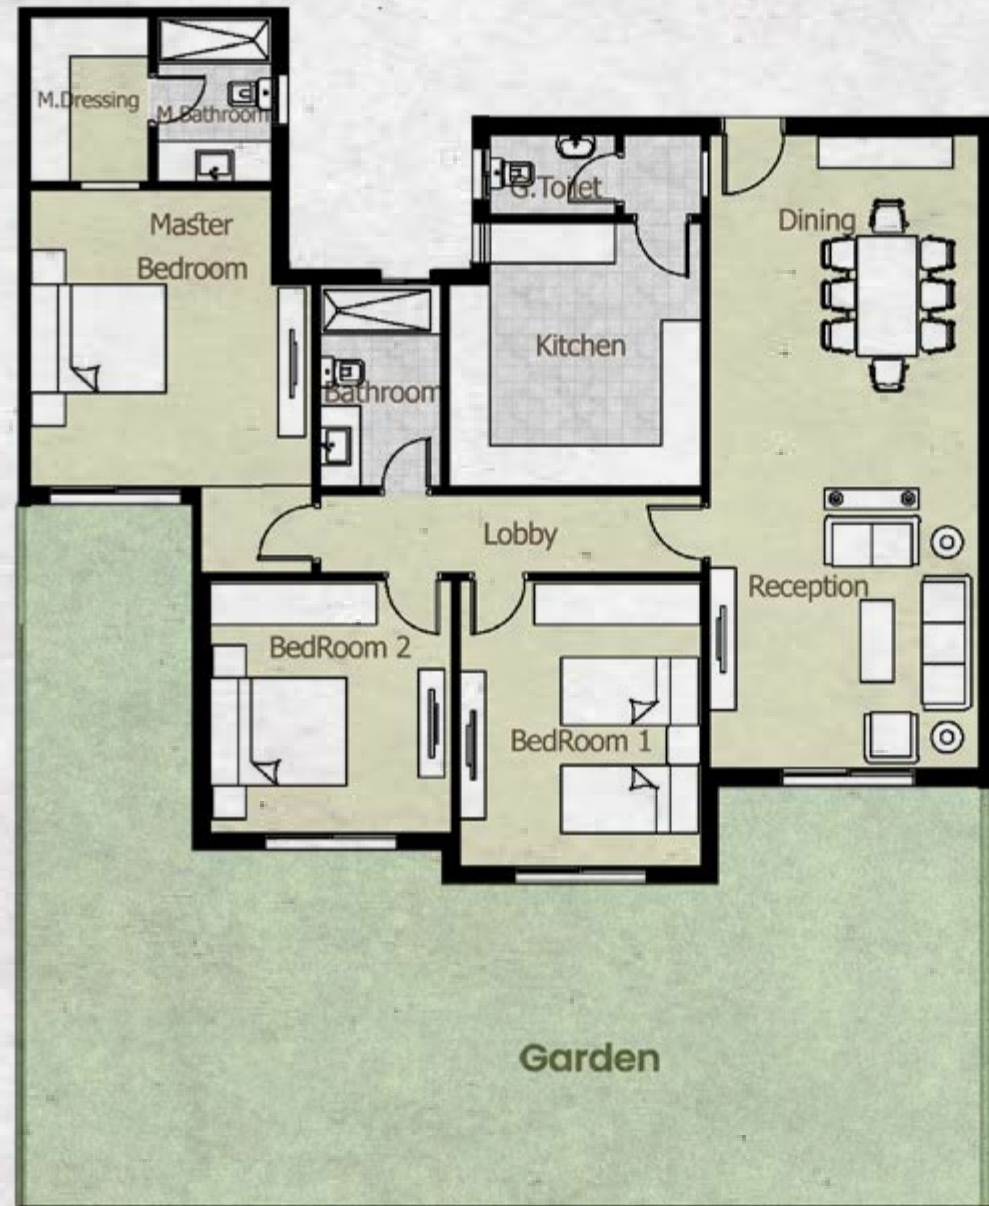 M.Dressing
M.Bathroom
G.Toilet
Master
Bedroom
Dining
Kitchen
Bathroom
Lobby
Reception
BedRoom 2
BedRoom 1
Garden